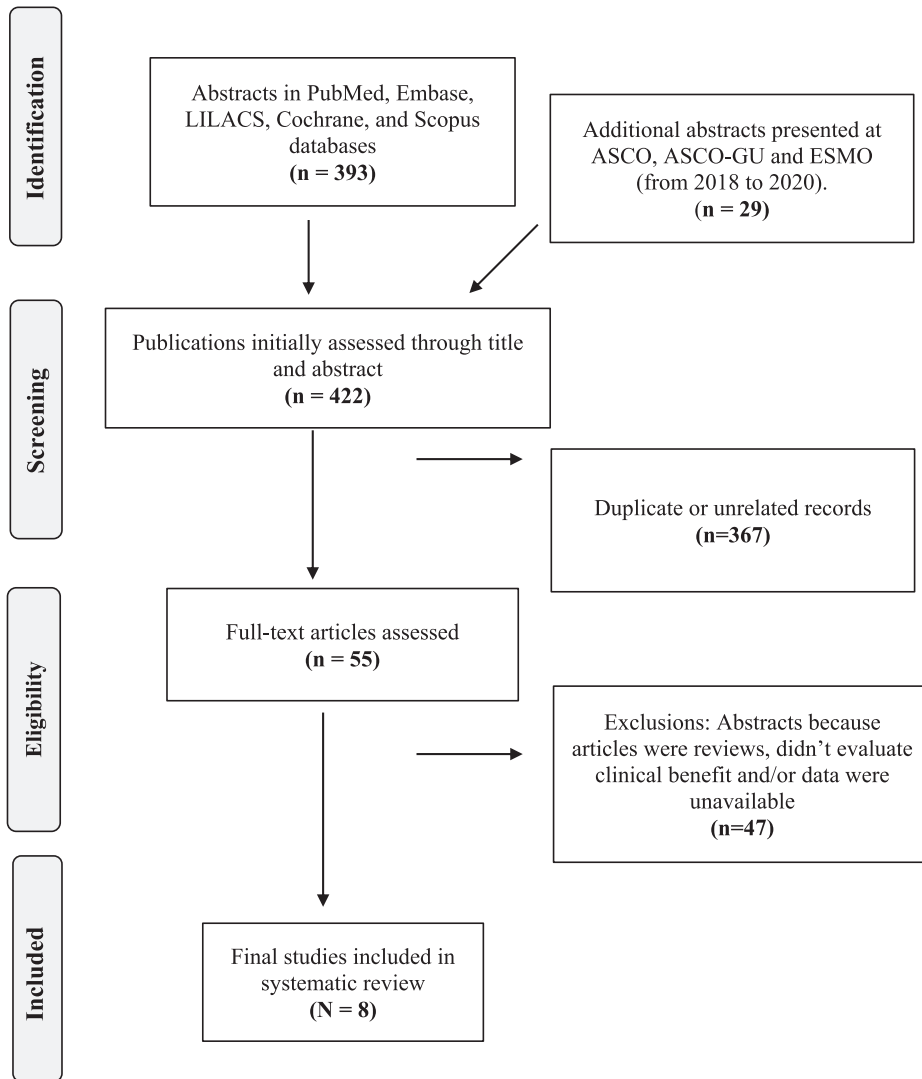 Identification
Abstracts in PubMed, Embase,
LILACS, Cochrane, and Scopus
databases
(n = 393)
Additional abstracts presented at
ASCO, ASCO-GU and ESMO
(from 2018 to 2020).
(n = 29)
Screening
Publications initially assessed through title
and abstract
(n = 422)
Duplicate or unrelated records
(n=367)
Eligibility
Full-text articles assessed
(n = 55)
Exclusions: Abstracts because
articles were reviews, didn’t evaluate
clinical benefit and/or data were
unavailable
(n=47)
Included
Final studies included in
systematic review
(N = 8)